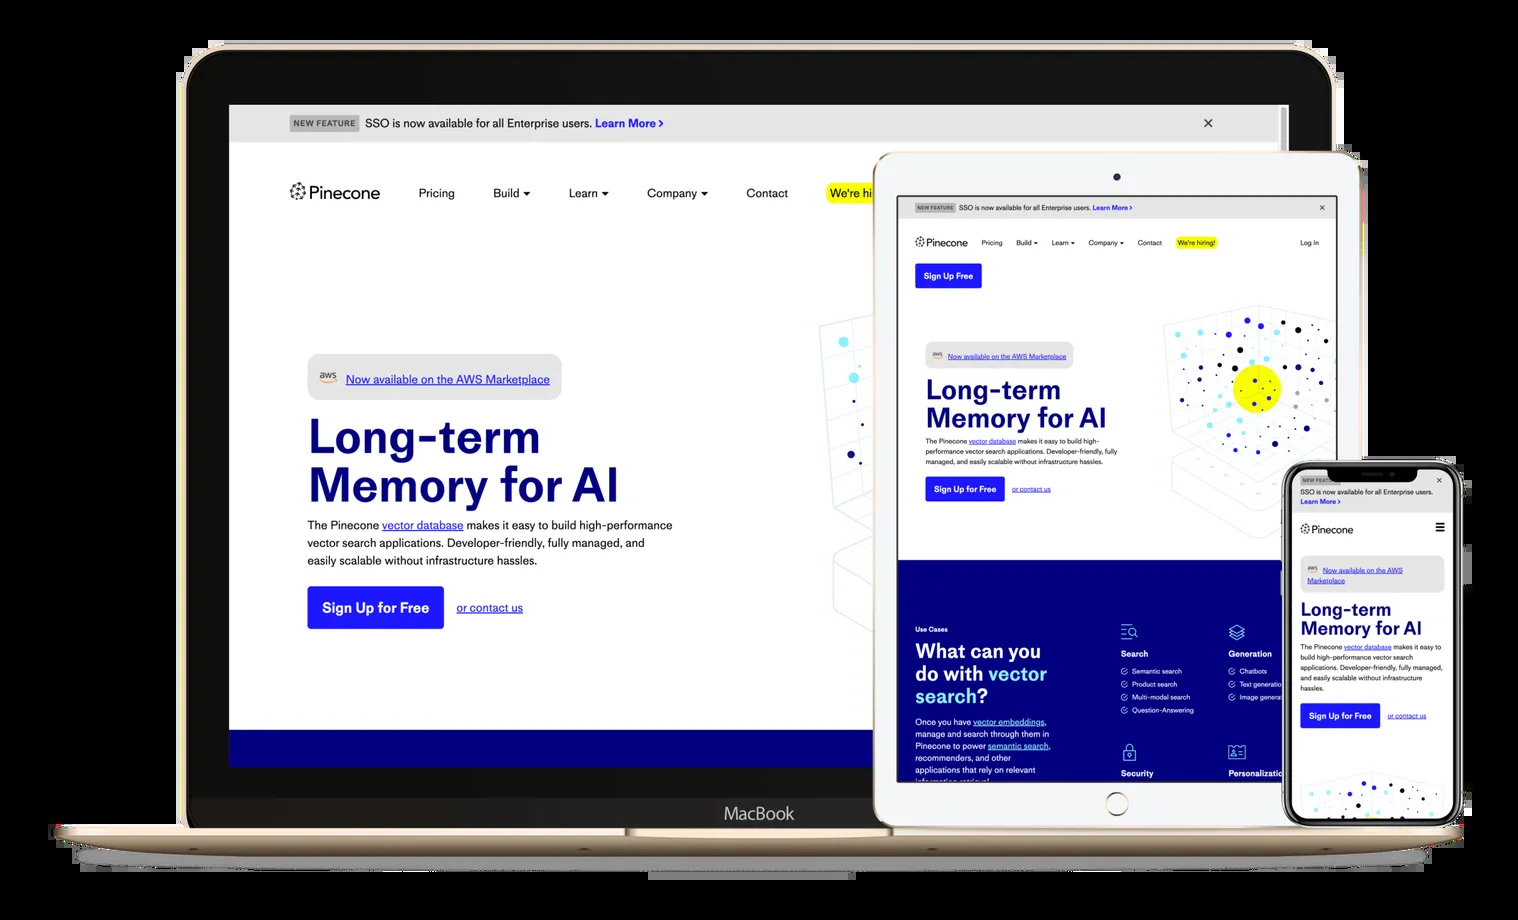 NEW FEATURE SSO is now available for all Enterprise users. Learn More
Pinecone Pricing Build Learn Company Contact We're hi
aws Now available on the AWS Marketplace
Long-term
Memory for AI
The Pinecone vector database makes it easy to build high-performance
vector search applications. Developer-friendly, fully managed, and
easily scalable without infrastructure hassles.
Sign Up for Free or contact us
MacBook
NEW FEATURE SSO is now available for all Enterprise users. Learn More
Pinecone Pricing Build Learn Company Contact We're hiring! Log In
Sign Up Free
aws Now available on the AWS Marketplace
Long-term
Memory for AI
The Pinecone vector database makes it easy to build high-
performance vector search applications. Developer-friendly, fully
managed, and easily scalable without infrastructure hassles.
Sign Up for Free or contact us
Use Cases
What can you
do with vector
search?
Once you have vector embeddings,
manage and search through them in
Pinecone to power semantic search,
recommenders, and other
applications that rely on relevant
Search
Semantic search
Product search
Multi-modal search
Question-Answering
Generation
Chatbots
Text generatio
Image genera
Security
Personalizatio
NEW FEATU
SSO is now available for all Enterprise users.
Learn More
Pinecone
aws Now available on the AWS
Marketplace
Long-term
Memory for AI
The Pinecone vector database makes it easy to
build high-performance vector search
applications. Developer-friendly, fully managed,
and easily scalable without infrastructure
hassles.
Sign Up for Free or contact us